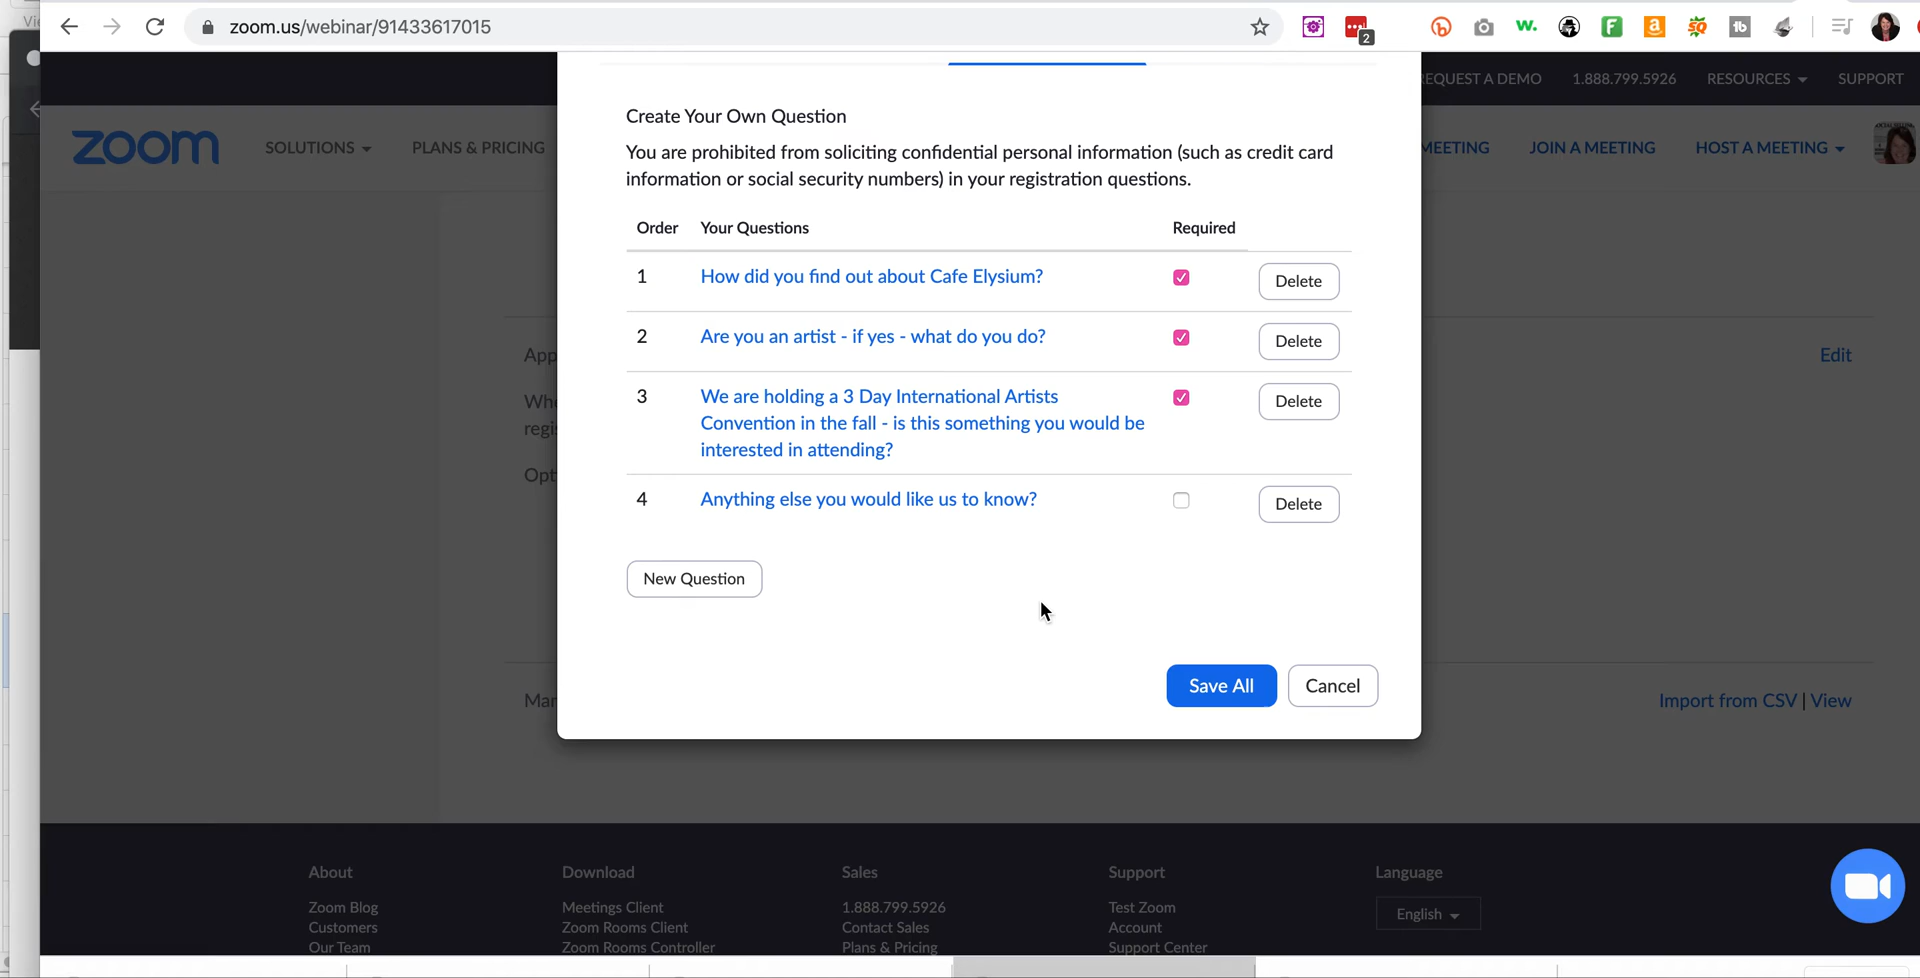 zoom.us/webinar/91433617015
2
REQUEST A DEMO 1.888.799.5926 RESOURCES SUPPORT
zoom SOLUTIONS PLANS & PRICING MEETING JOIN A MEETING HOST A MEETING
Create Your Own Question
You are prohibited from soliciting confidential personal information (such as credit card
information or social security numbers) in your registration questions.
Order Your Questions Required
1 How did you find out about Cafe Elysium? Delete
2 Are you an artist - if yes - what do you do? Delete
3 We are holding a 3 Day International Artists
Convention in the fall - is this something you would be
interested in attending?
Delete
4 Anything else you would like us to know? Delete
New Question
Save All Cancel
App
Edit
regi
Opt
Import from CSV | View
About Download Sales Support Language
Zoom Blog Meetings Client 1.888.799.5926 Test Zoom English
Customers Zoom Rooms Client Contact Sales Account
Our Team Zoom Rooms Controller Plans & Pricing Support Center